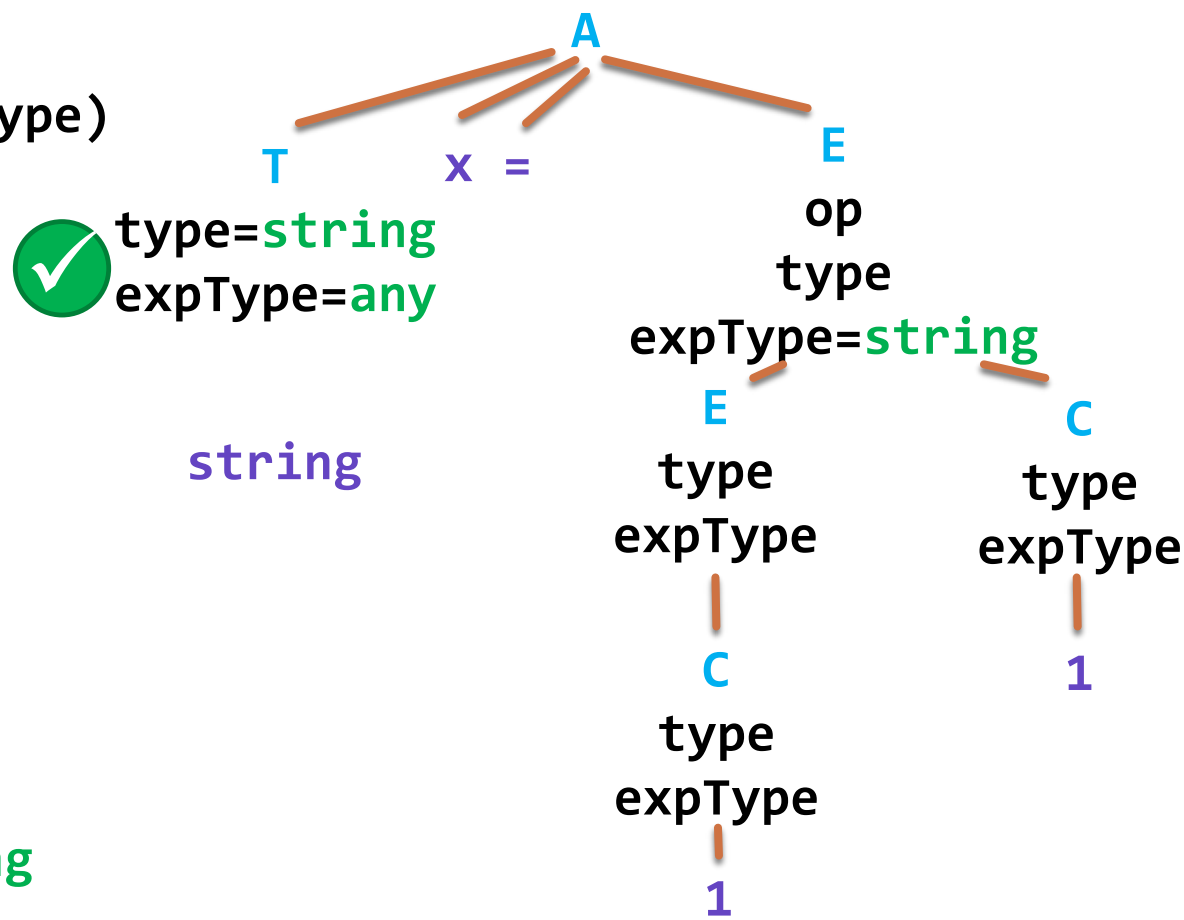 A
ype)
T
x =
E
type=string
expType=any
op
type
expType=string
E
C
string
type
expType
type
expType
C
1
type
expType
1
g